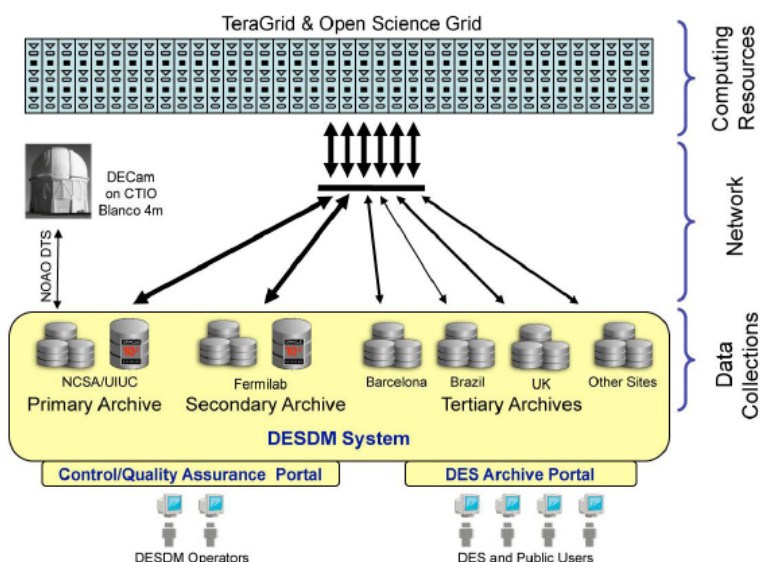 TeraGrid & Open Science Grid
Computing
Resources
DECam
on CTIO
Blanco 4m
Network
NOAO DTS
NCSA/UIUC
Primary Archive
Fermilab
Secondary Archive
Barcelona
Brazil
UK
Other Sites
Tertiary Archives
Data
Collections
DESDM System
Control/Quality Assurance Portal
DES Archive Portal
DESDM Operators
DES and Public Users